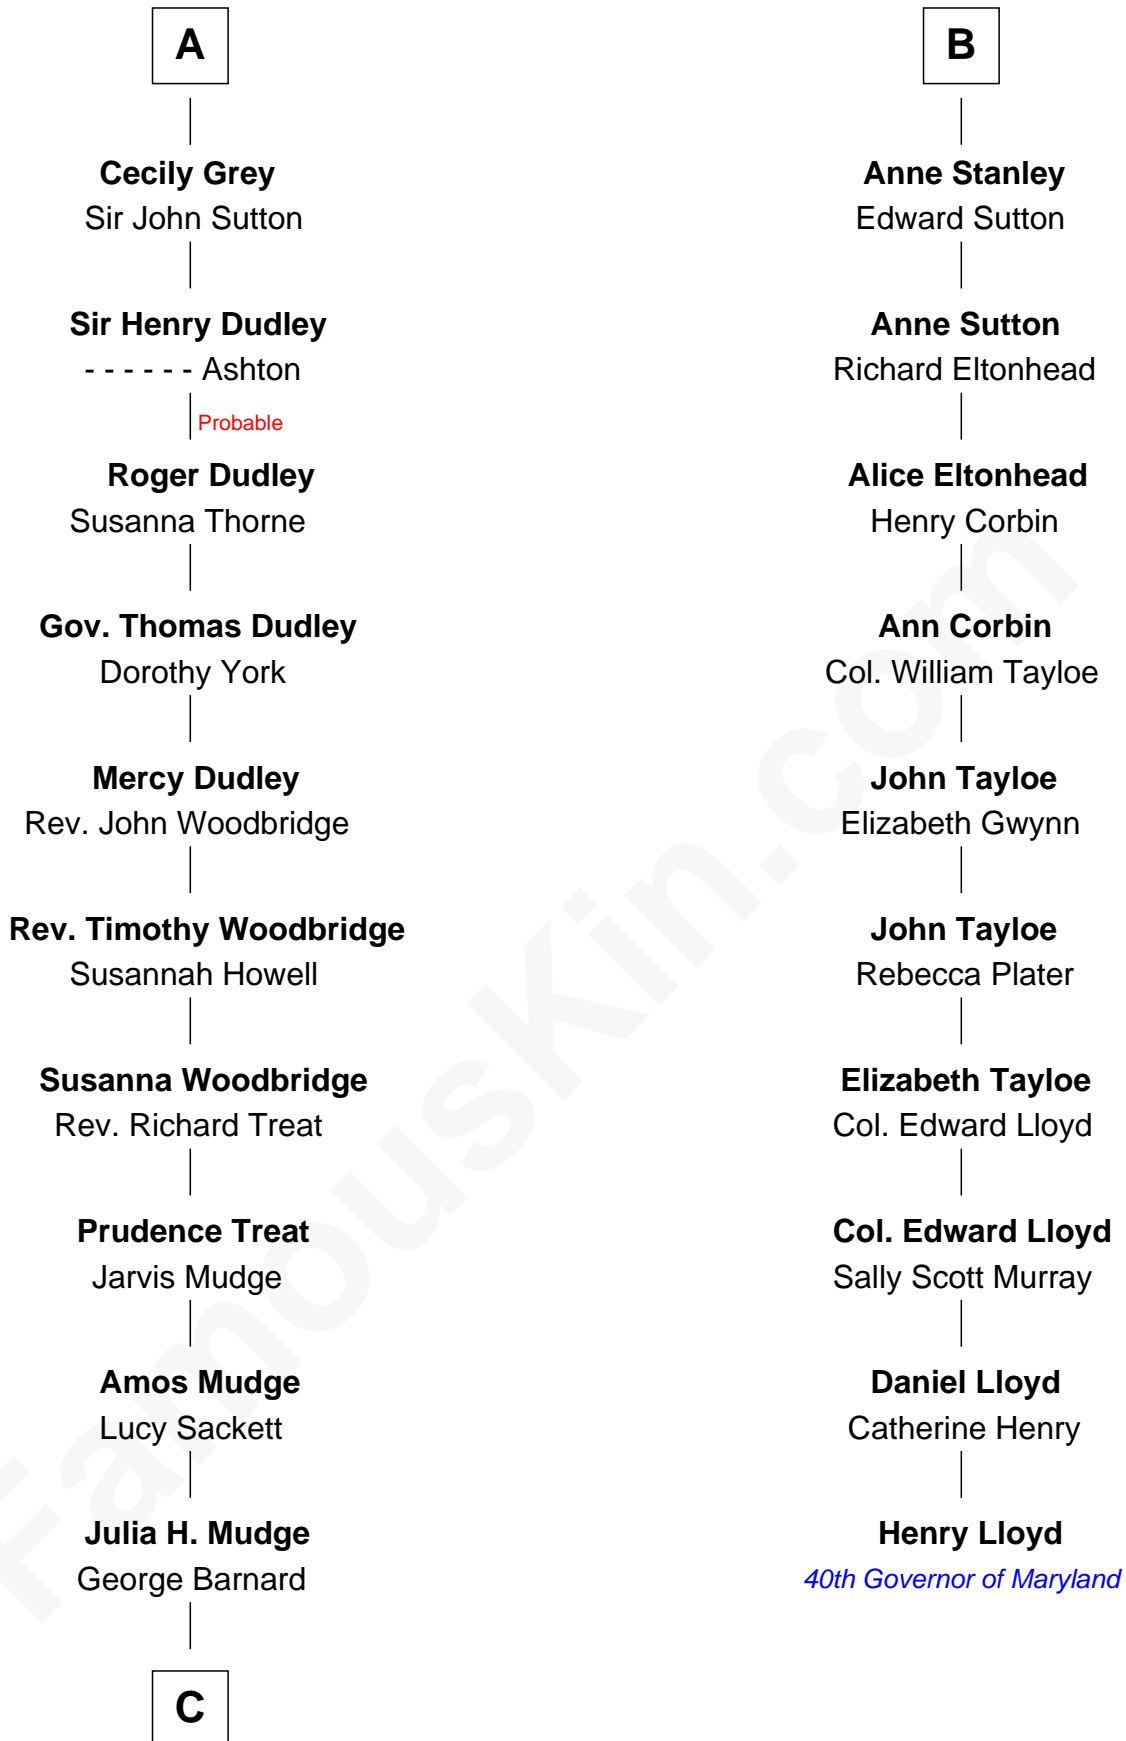 A
Cecily Grey
Sir John Sutton
Sir Henry Dudley
- - - - - - Ashton
Probable
Roger Dudley
Susanna Thorne
Gov. Thomas Dudley
Dorothy York
Mercy Dudley
Rev. John Woodbridge
Rev. Timothy Woodbridge
Susannah Howell
Susanna Woodbridge
Rev. Richard Treat
Prudence Treat
Jarvis Mudge
Amos Mudge
Lucy Sackett
Julia H. Mudge
George Barnard
C
B
Anne Stanley
Edward Sutton
Anne Sutton
Richard Eltonhead
Alice Eltonhead
Henry Corbin
Ann Corbin
Col. William Tayloe
John Tayloe
Elizabeth Gwynn
John Tayloe
Rebecca Plater
Elizabeth Tayloe
Col. Edward Lloyd
Col. Edward Lloyd
Sally Scott Murray
Daniel Lloyd
Catherine Henry
Henry Lloyd
40th Governor of Maryland
FamousKin.com